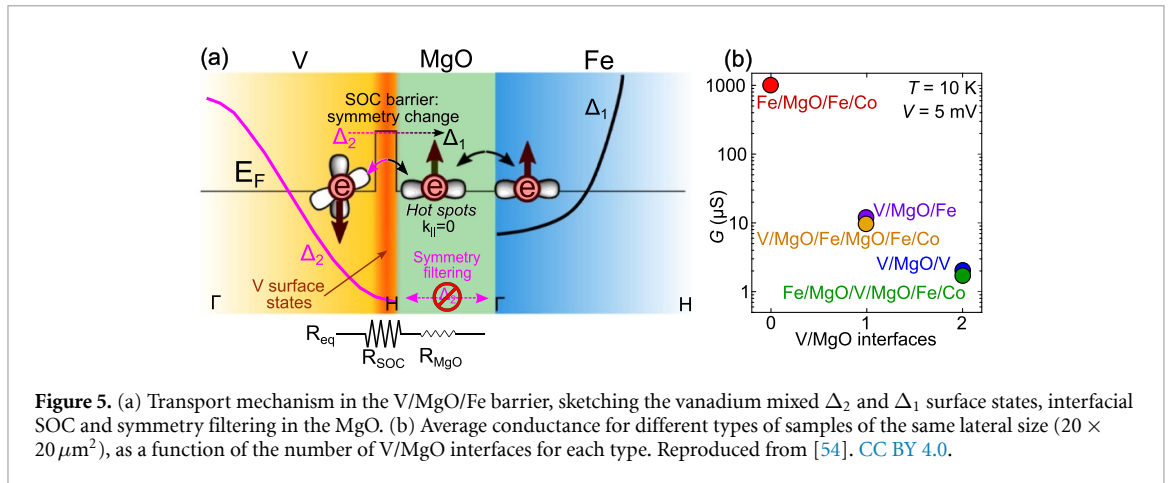 (a)
V
MgO
Fe
SOC barrier:
symmetry change
Δ2
Δ1
Δ1
EF
e
e
e
Hot spots
k||=0
Δ2
Symmetry
filtering
Δ2
V surface
states
Γ
H
Γ
H
Req
RSOC
RMgO
(b)
1000
100
10
1
G (μS)
T = 10 K
V = 5 mV
Fe/MgO/Fe/Co
V/MgO/Fe
V/MgO/Fe/MgO/Fe/Co
V/MgO/V
Fe/MgO/V/MgO/Fe/Co
0
1
2
V/MgO interfaces
Figure 5. (a) Transport mechanism in the V/MgO/Fe barrier, sketching the vanadium mixed Δ2 and Δ1 surface states, interfacial
SOC and symmetry filtering in the MgO. (b) Average conductance for different types of samples of the same lateral size (20 ×
20 μm²), as a function of the number of V/MgO interfaces for each type. Reproduced from [54]. CC BY 4.0.